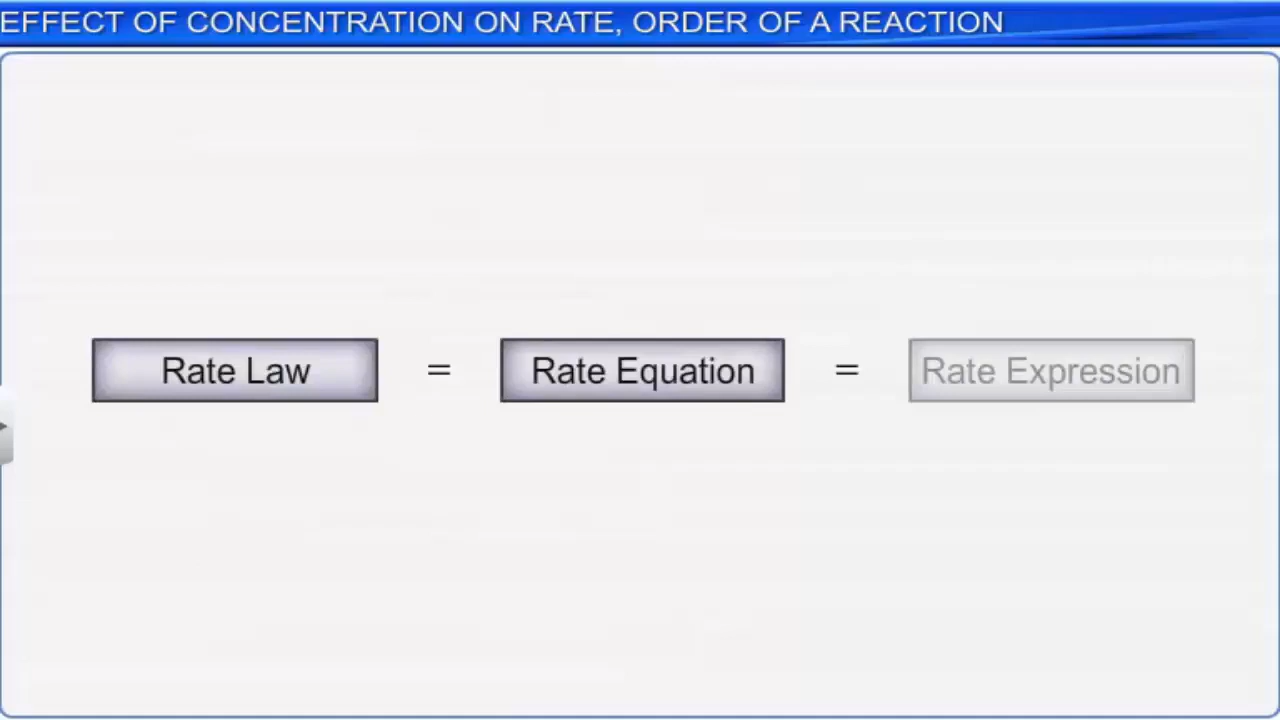 EFFECT OF CONCENTRATION ON RATE, ORDER OF A REACTION
Rate Law = Rate Equation = Rate Expression